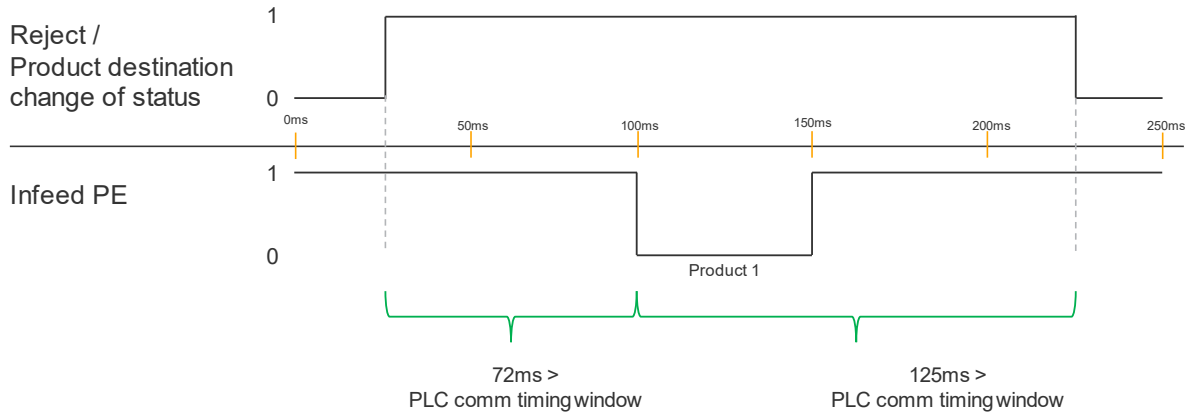 1
Reject /
Product destination
change of status
0
0ms
50ms
100ms
150ms
200ms
250ms
1
Infeed PE
0
Product 1
72ms >
PLC comm timing window
125ms >
PLC comm timing window